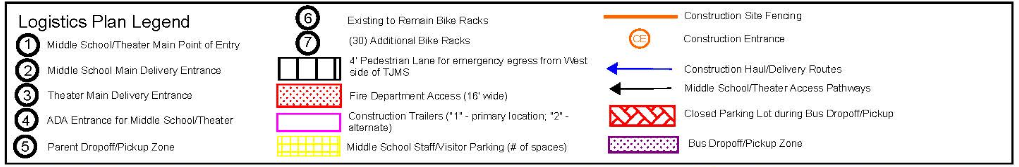 Logistics Plan Legend
1 Middle School/Theater Main Point of Entry
2 Middle School Main Delivery Entrance
3 Theater Main Delivery Entrance
4 ADA Entrance for Middle School/Theater
5 Parent Dropoff/Pickup Zone
6 Existing to Remain Bike Racks
7 (30) Additional Bike Racks
4' Pedestrian Lane for emergency egress from West
side of TJMS
Fire Department Access (16' wide)
Construction Trailers ("1" - primary location; "2" -
alternate)
Middle School Staff/Visitor Parking (# of spaces)
Construction Site Fencing
CE Construction Entrance
Construction Haul/Delivery Routes
Middle School/Theater Access Pathways
Closed Parking Lot during Bus Dropoff/Pickup
Bus Dropoff/Pickup Zone